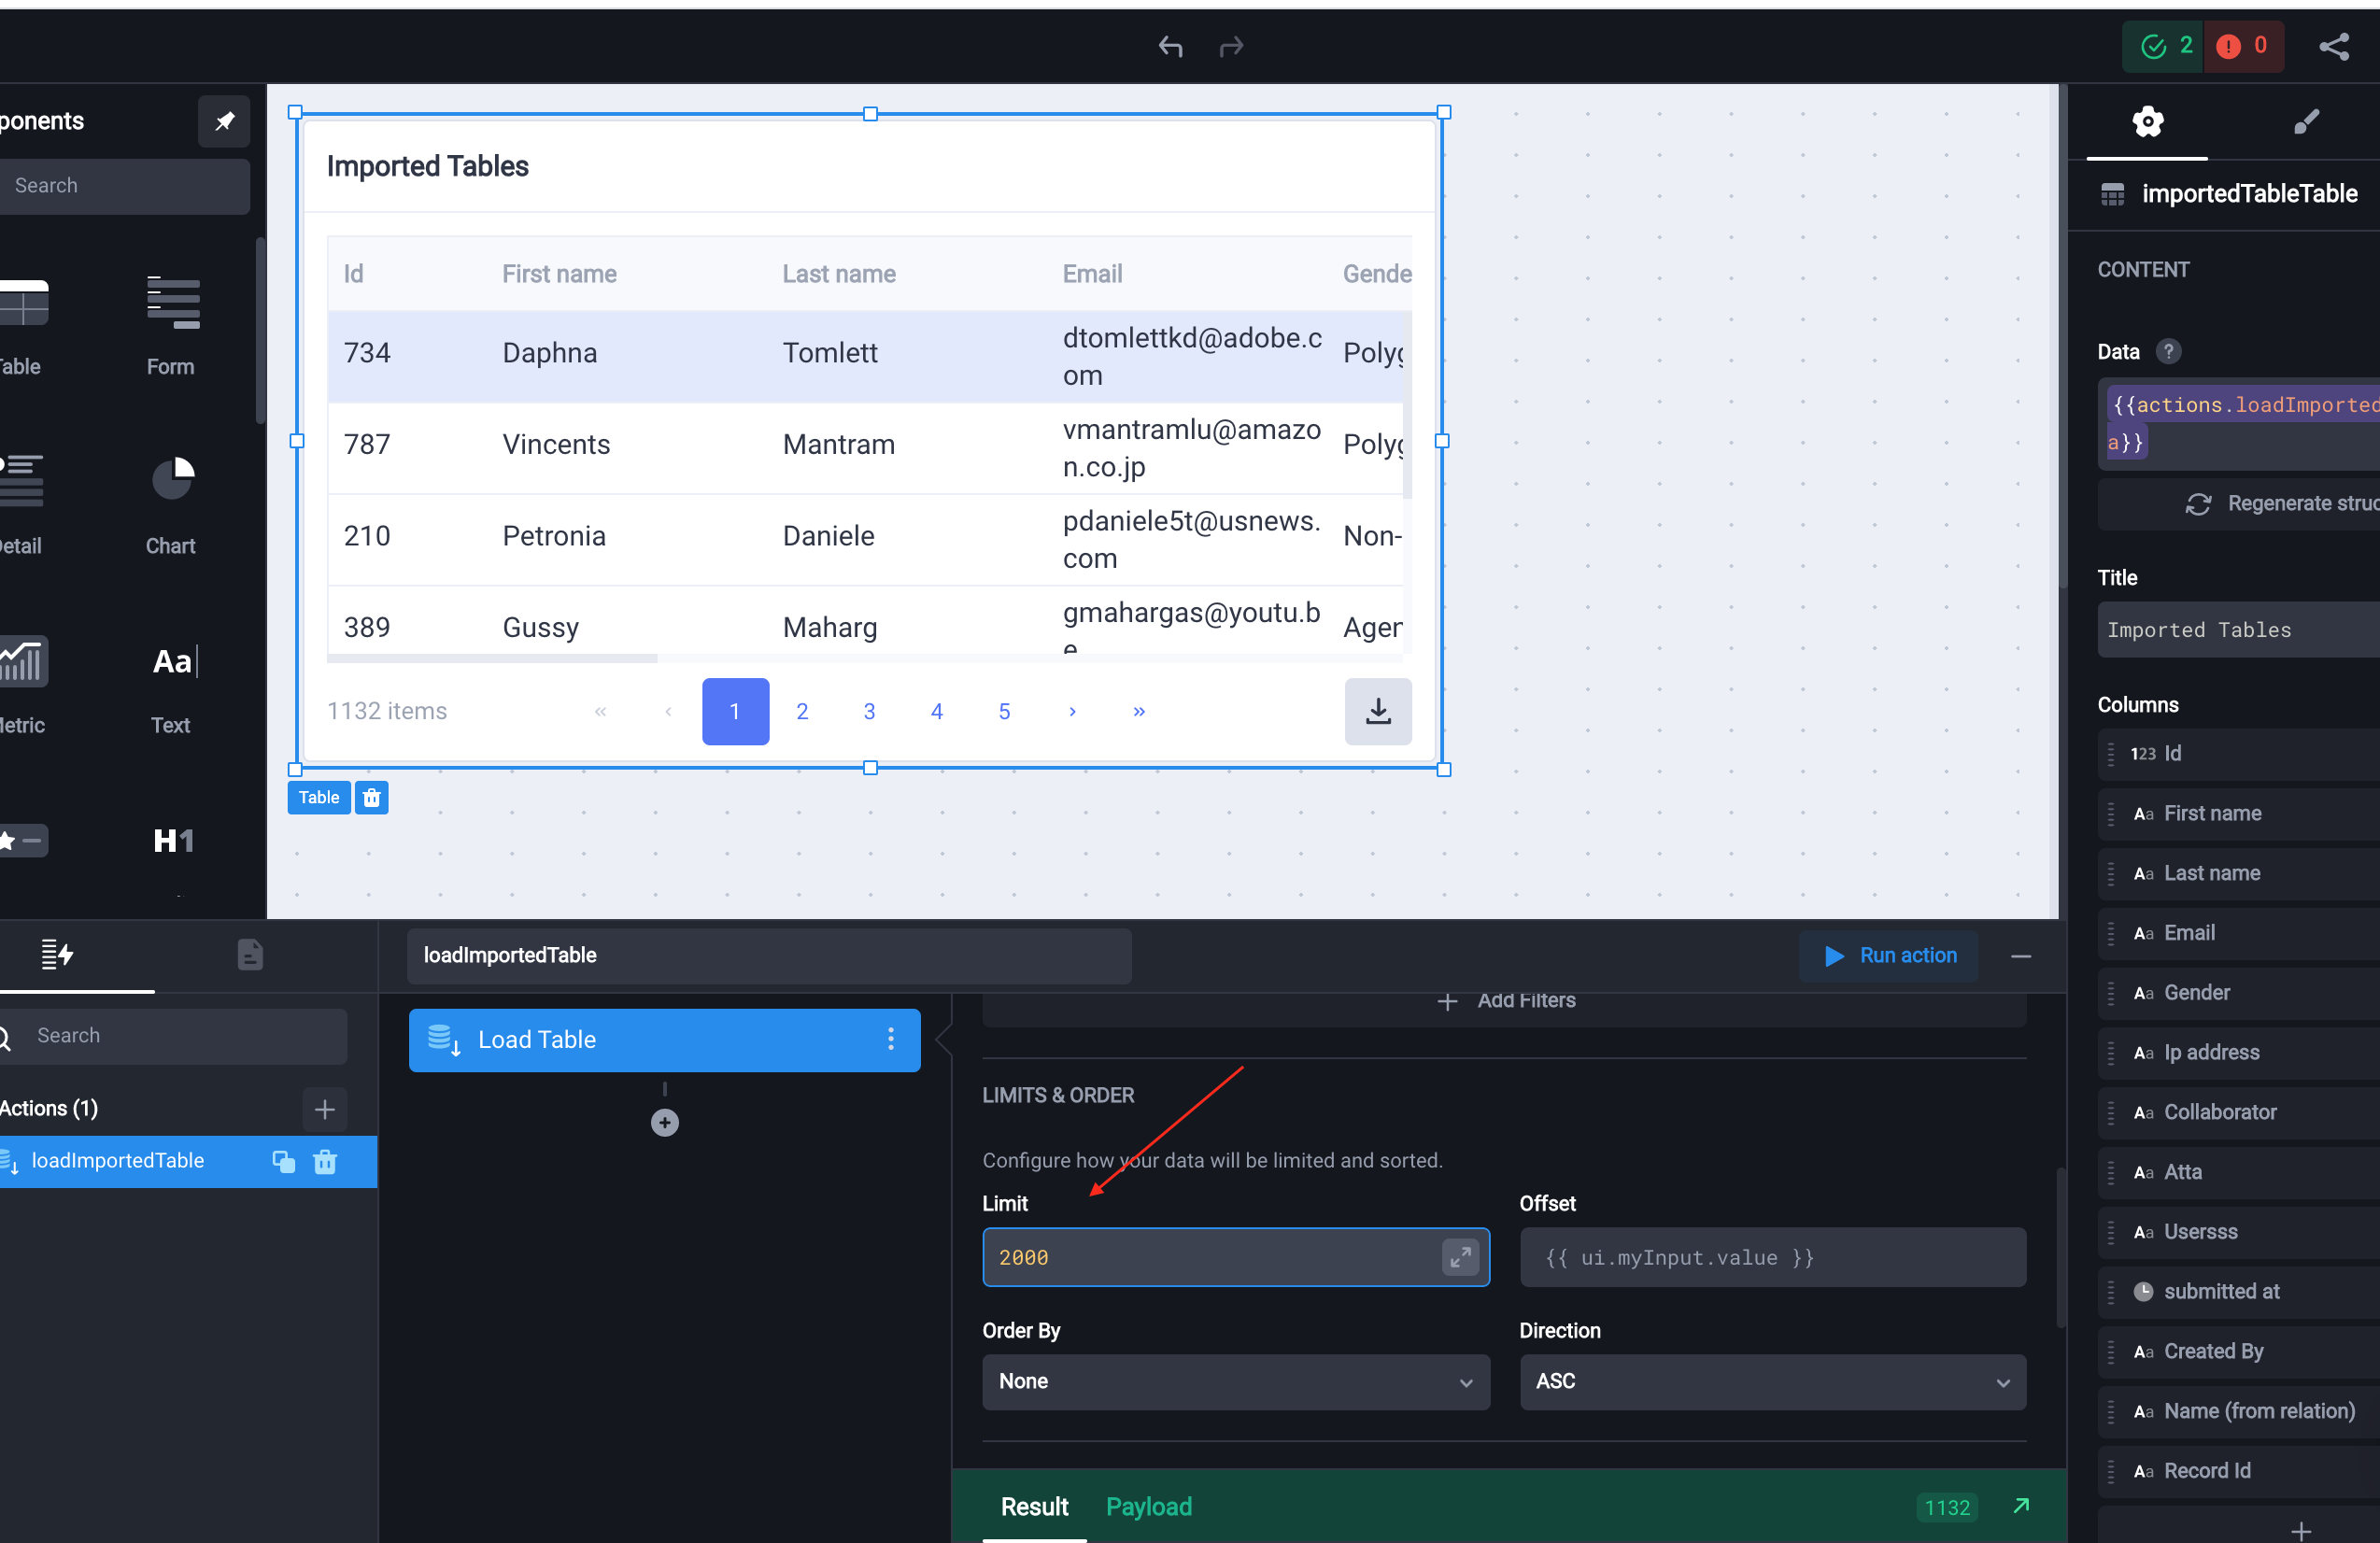 2
0
ponents
Search
Table
Form
Detail
Chart
Metric
Aa
Text
H1
Imported Tables
Id First name Last name Email Gende
734 Daphna Tomlett dtomlettkd@adobe.c
om Polyg
787 Vincents Mantram vmantramlu@amazo
n.co.jp Polyg
210 Petronia Daniele pdaniele5t@usnews.
com Non-
389 Gussy Maharg gmahargas@youtu.b
e Agen
1132 items « ‹ 1 2 3 4 5 › »
Table
importedTableTable
CONTENT
Data ?
{{actions.loadImported
a}}
Regenerate struc
Title
Imported Tables
Columns
123 Id
Aa First name
Aa Last name
Aa Email
Aa Gender
Aa Ip address
Aa Collaborator
Aa Atta
Aa Usersss
submitted at
Aa Created By
Aa Name (from relation)
Aa Record Id
Search
Actions (1)
loadImportedTable
loadImportedTable
Run action
Load Table
Add Filters
LIMITS & ORDER
Configure how your data will be limited and sorted.
Limit
2000
Offset
{{ ui.myInput.value }}
Order By
None
Direction
ASC
Result Payload 1132